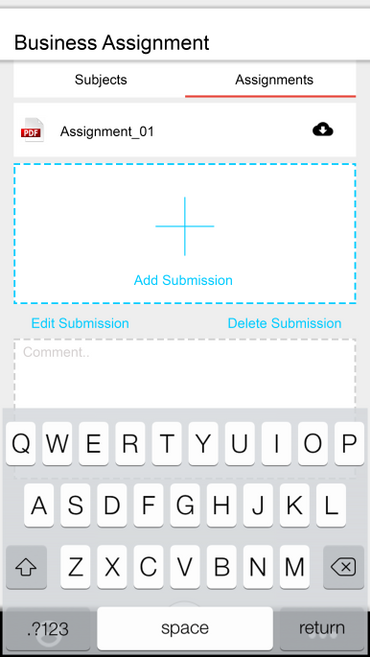 Business Assignment
Subjects Assignments
PDF Assignment_01
Add Submission
Edit Submission Delete Submission
Comment..
Q W E R T Y U I O P
A S D F G H J K L
Z X C V B N M
.?123 space return